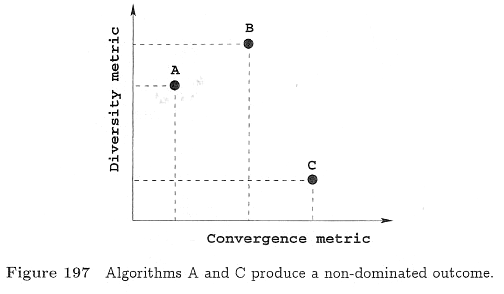 B
A
C
Diversity metric
Convergence metric
Figure 197 Algorithms A and C produce a non-dominated outcome.